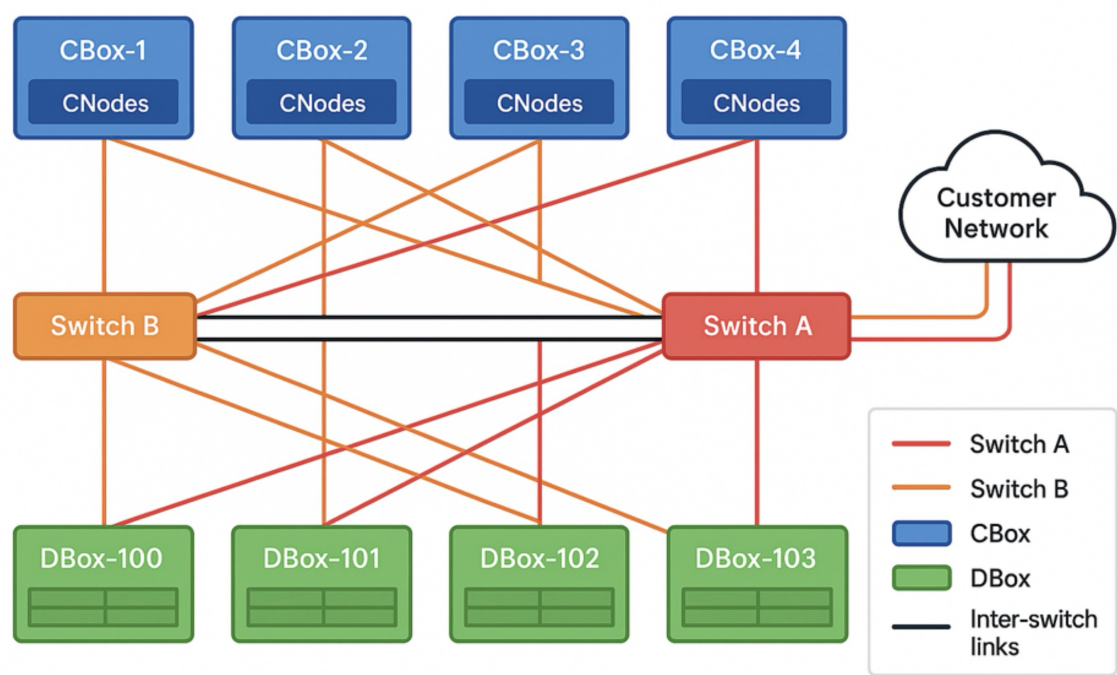 CBox-1
CNodes
CBox-2
CNodes
CBox-3
CNodes
CBox-4
CNodes
Customer
Network
Switch B
Switch A
DBox-100
DBox-101
DBox-102
DBox-103
Switch A
Switch B
CBox
DBox
Inter-switch
links